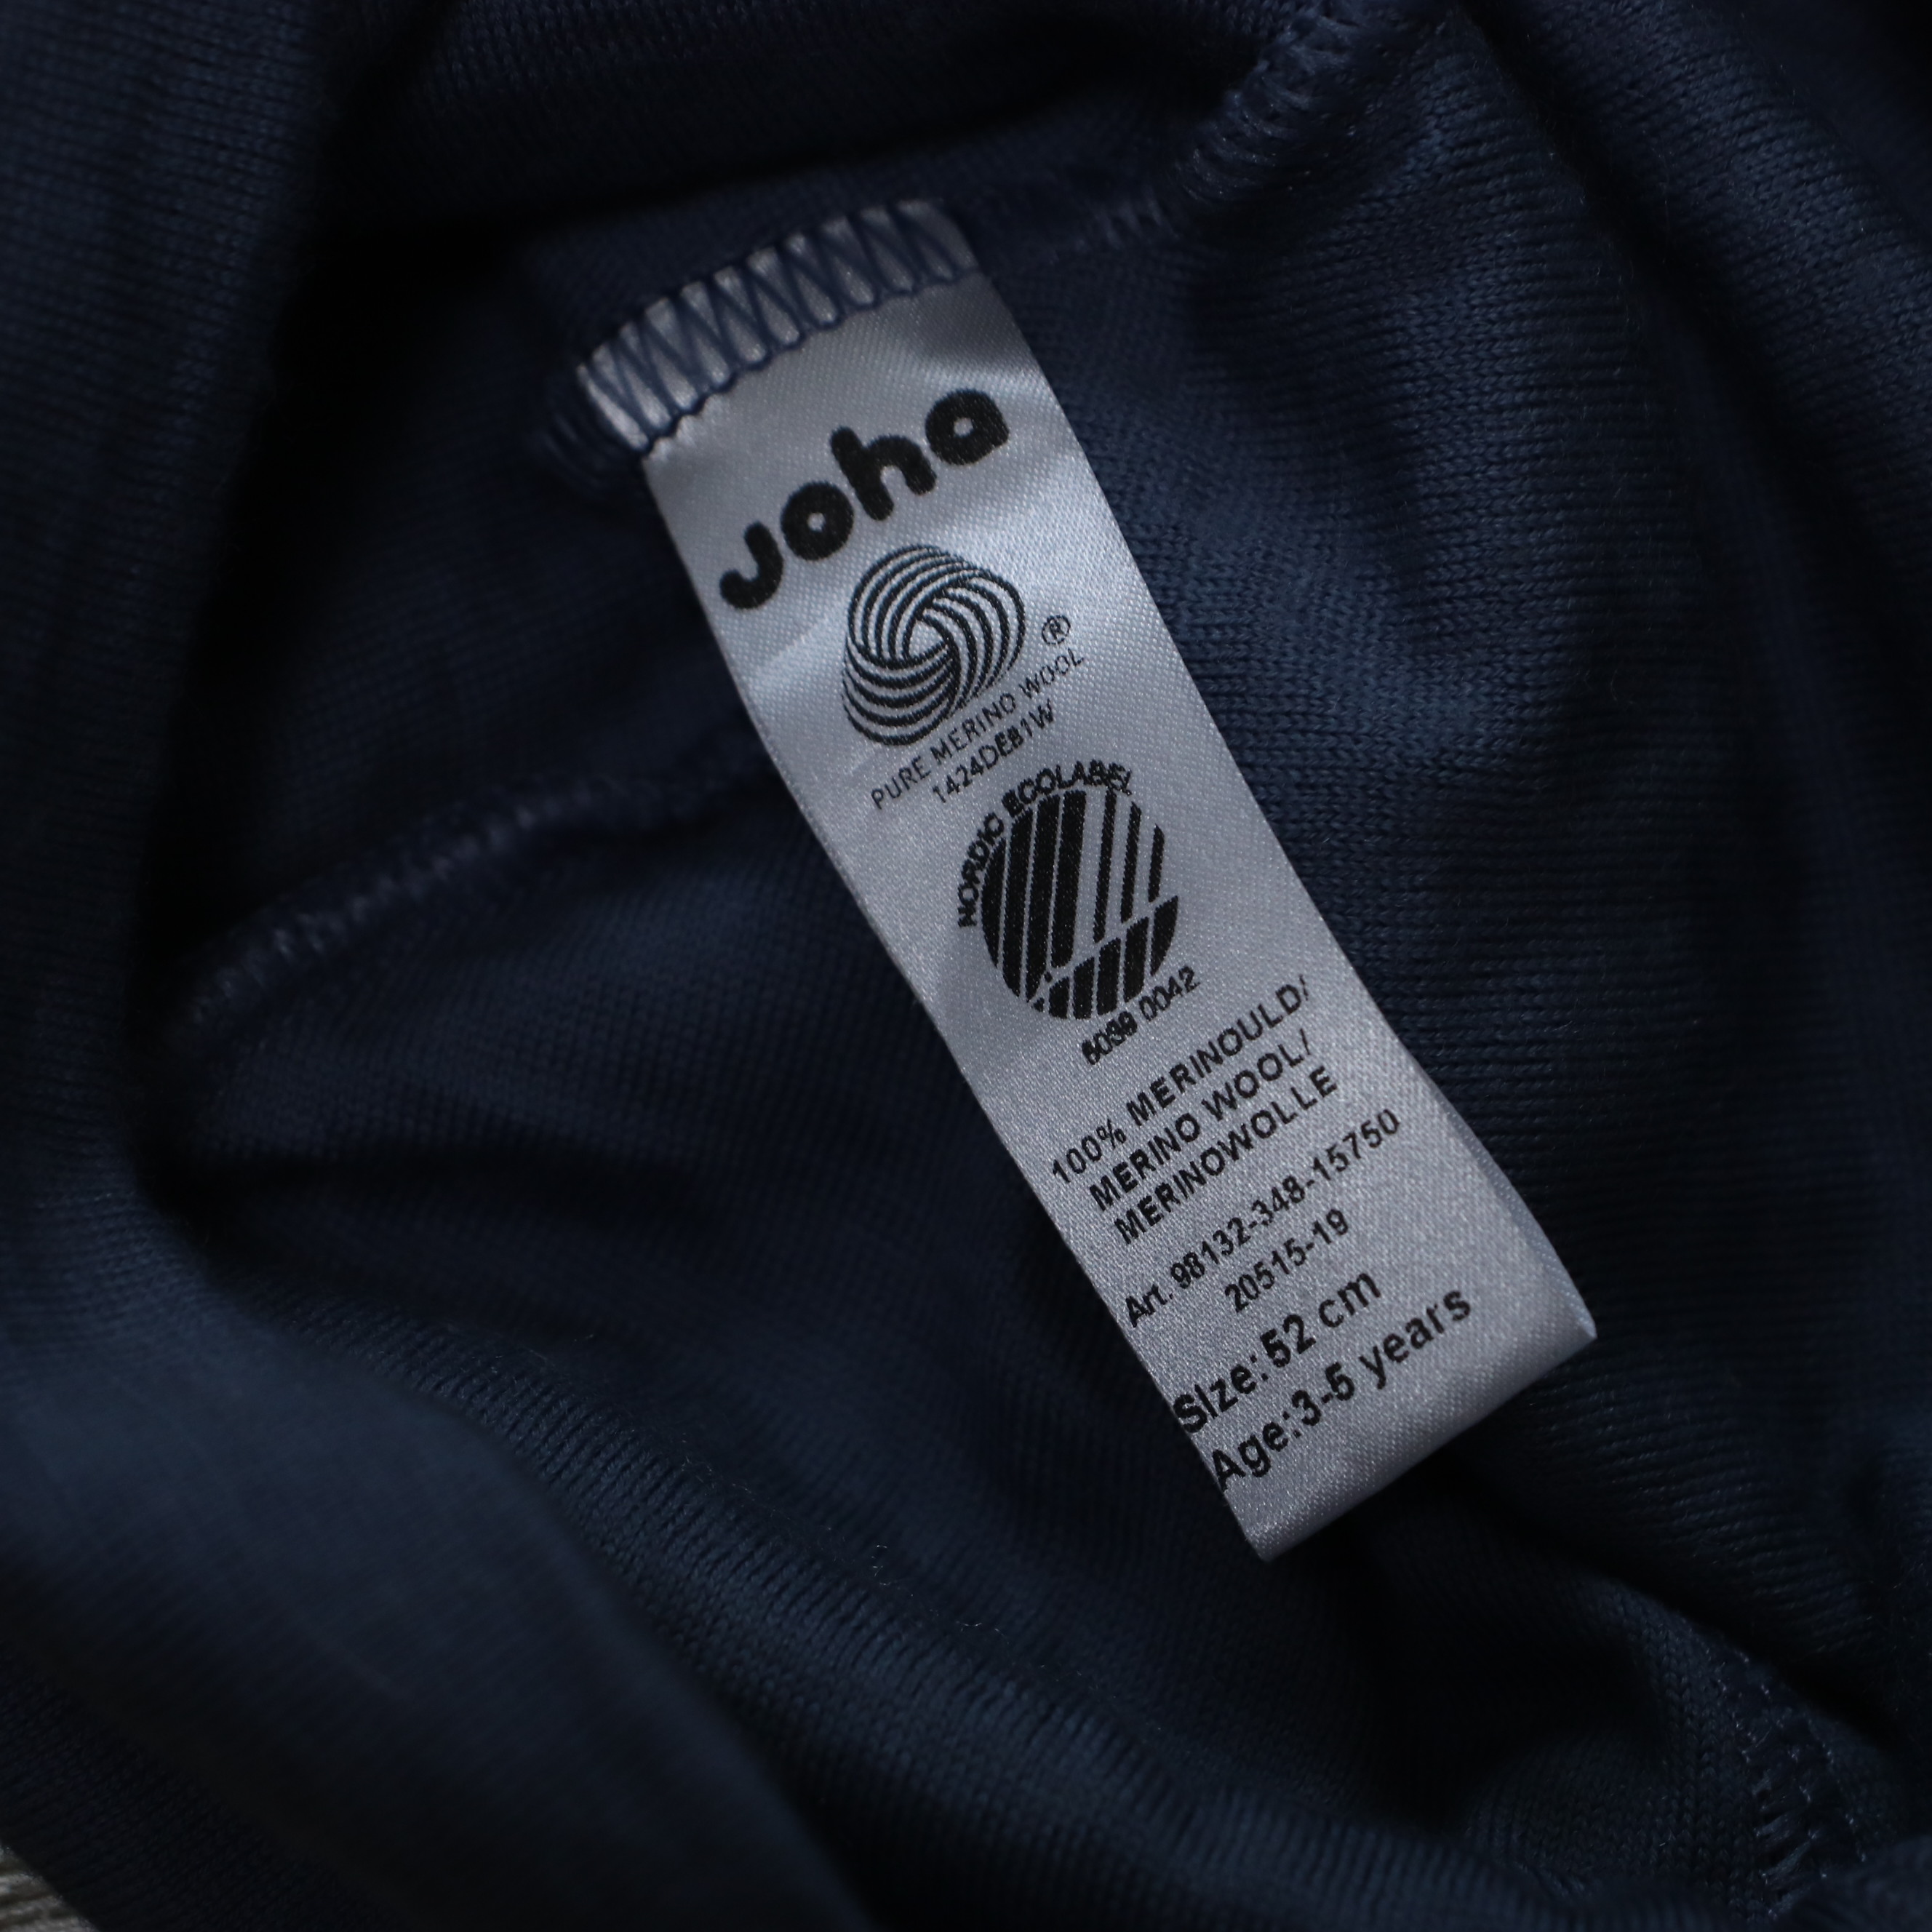 Joha
®
PURE MERINO WOOL
1424DE81W
NORDIC ECOLABEL
5039 0042
100% MERINOULD/
MERINO WOOL/
MERINOWOLLE
Art. 98132-348-15750
20515-19
Size: 52 cm
Age: 3-5 years